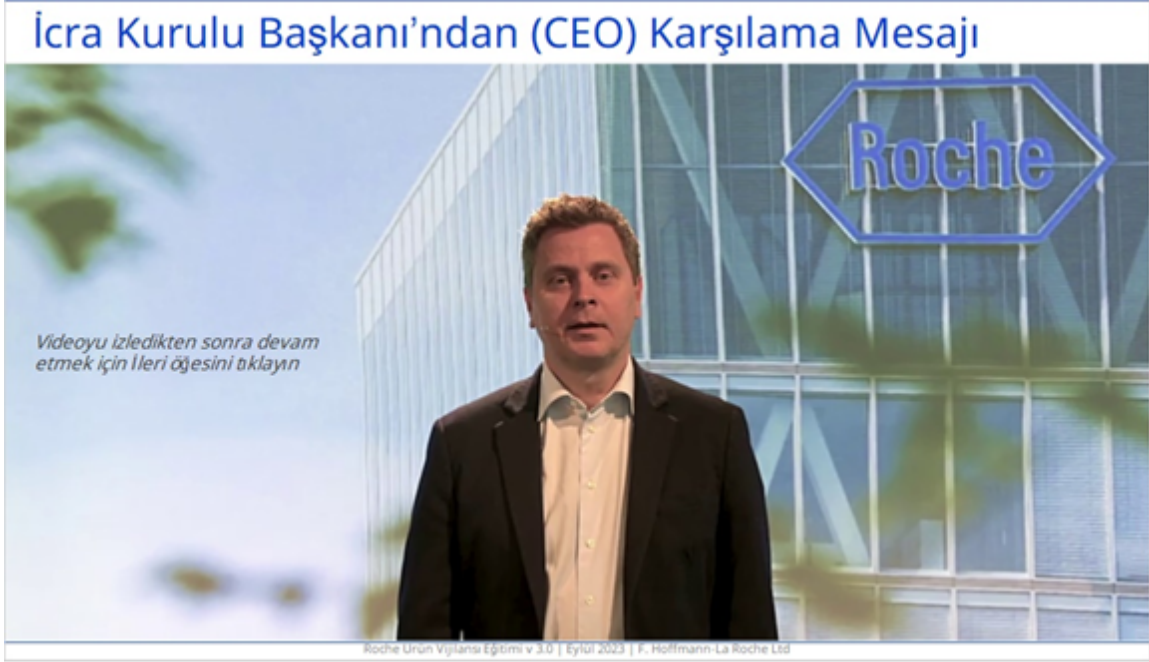 İcra Kurulu Başkanı’ndan (CEO) Karşılama Mesajı
Roche
Videoyu izledikten sonra devam
etmek için İleri öğesini tıklayın
Roche Ürün Vijilansı Eğitimi v 3.0 | Eylül 2023 | F. Hoffmann-La Roche Ltd